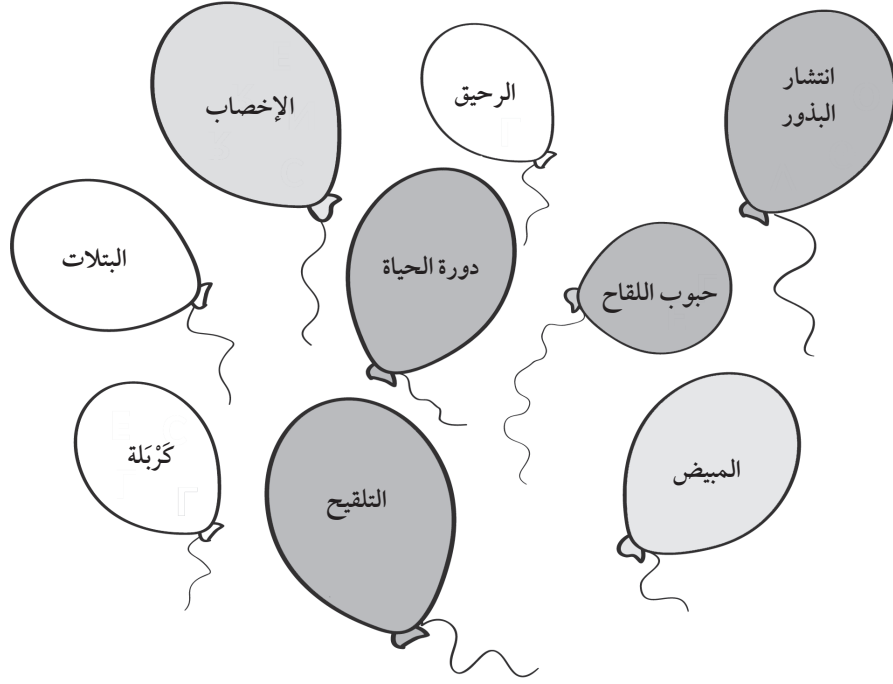 انتشار
البذور
الرحيق
الإخصاب
دورة الحياة
البتلات
حبوب اللقاح
المبيض
التلقيح
كَرْبَلة